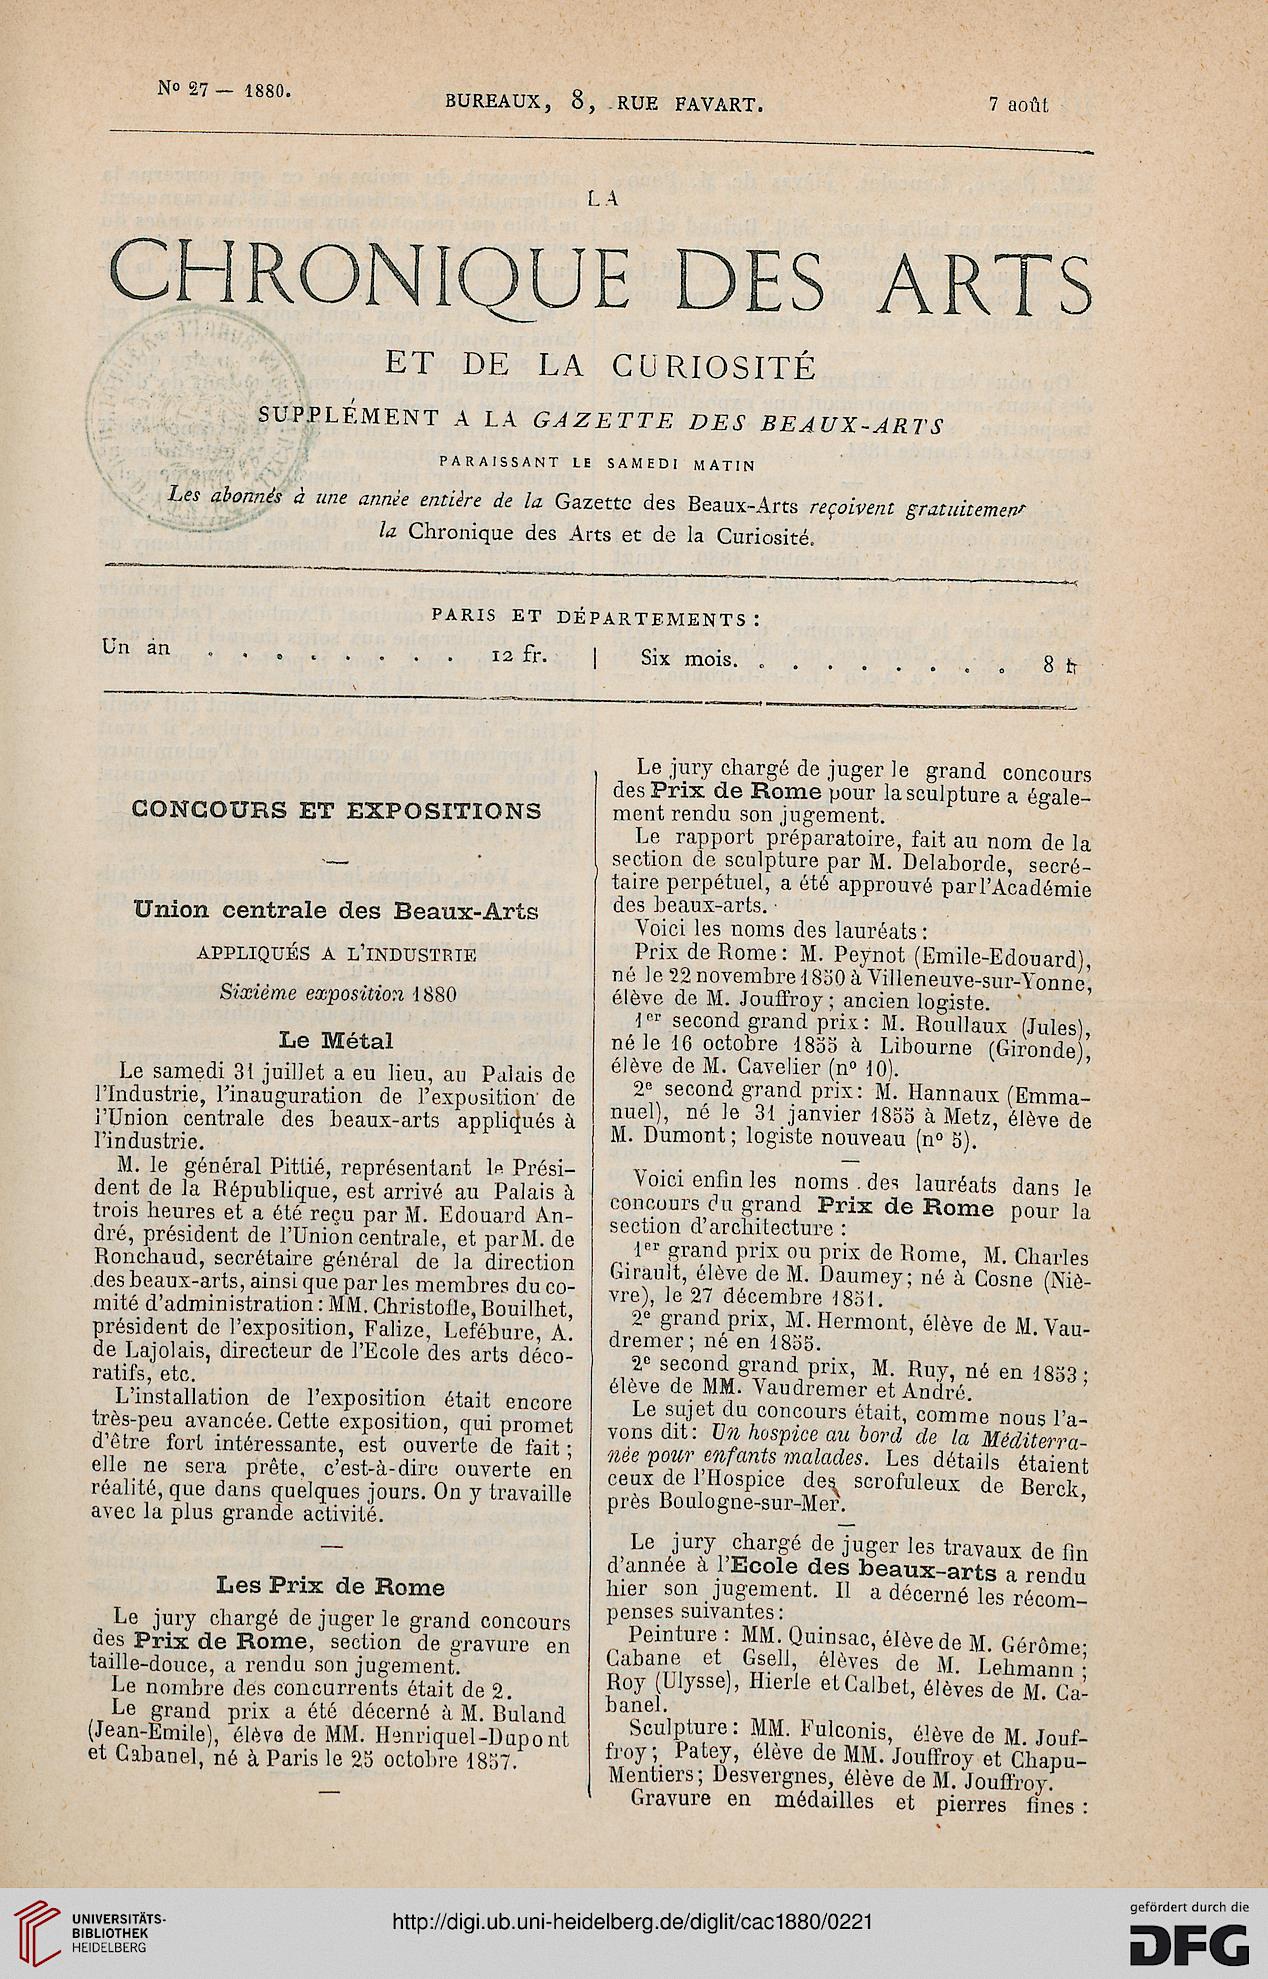 No 27 — 1880.
BUREAUX, 8, RUE FAVART.
7 août
LA
CHRONIQUE DES ARTS
ET DE LA CURIOSITÉ
SUPPLÉMENT A LA GAZETTE DES BEAUX-ARTS
PARAISSANT LE SAMEDI MATIN
Les abonnés à une année entière de la Gazette des Beaux-Arts reçoivent gratuitement
la Chronique des Arts et de la Curiosité.
PARIS ET DÉPARTEMENTS :
Un an . . . . . . . . 12 fr. | Six mois. . . . . . . . . 8 fr
CONCOURS ET EXPOSITIONS
Union centrale des Beaux-Arts
APPLIQUÉS A L'INDUSTRIE
Sixième exposition 1880
Le Métal
Le samedi 31 juillet a eu lieu, au Palais de
l'Industrie, l'inauguration de l'exposition de
l'Union centrale des beaux-arts appliqués à
l'industrie.
M. le général Pittié, représentant le Prési-
dent de la République, est arrivé au Palais à
trois heures et a été reçu par M. Edouard An-
dré, président de l'Union centrale, et par M. de
Ronchaud, secrétaire général de la direction
des beaux-arts, ainsi que par les membres du co-
mité d'administration : MM. Christofle, Bouilhet,
président de l'exposition, Falize, Lefébure, A.
de Lajolais, directeur de l'Ecole des arts déco-
ratifs, etc.
L'installation de l'exposition était encore
très-peu avancée. Cette exposition, qui promet
d'être fort intéressante, est ouverte de fait ;
elle ne sera prête, c'est-à-dire ouverte en
réalité, que dans quelques jours. On y travaille
avec la plus grande activité.
Les Prix de Rome
Le jury chargé de juger le grand concours
des Prix de Rome, section de gravure en
taille-douce, a rendu son jugement.
Le nombre des concurrents était de 2.
Le grand prix a été décerné à M. Buland
(Jean-Emile), élève de MM. Henriquel-Dupont
et Cabanel, né à Paris le 25 octobre 1857.
Le jury chargé de juger le grand concours
des Prix de Rome pour la sculpture a égale-
ment rendu son jugement.
Le rapport préparatoire, fait au nom de la
section de sculpture par M. Delaborde, secré-
taire perpétuel, a été approuvé par l'Académie
des beaux-arts.
Voici les noms des lauréats :
Prix de Rome : M. Peynot (Emile-Edouard),
né le 22 novembre 1850 à Villeneuve-sur-Yonne,
élève de M. Jouffroy ; ancien logiste.
1er second grand prix : M. Roullaux (Jules),
né le 16 octobre 1855 à Libourne (Gironde),
élève de M. Cavelier (no 10).
2e second grand prix : M. Hannaux (Emma-
nuel), né le 31 janvier 1855 à Metz, élève de
M. Dumont ; logiste nouveau (no 5).
Voici enfin les noms des lauréats dans le
concours du grand Prix de Rome pour la
section d'architecture :
1er grand prix ou prix de Rome, M. Charles
Girault, élève de M. Daumey ; né à Cosne (Niè-
vre), le 27 décembre 1851.
2e grand prix, M. Hermont, élève de M. Vau-
dremer ; né en 1855.
2e second grand prix, M. Ruy, né en 1853 ;
élève de MM. Vaudremer et André.
Le sujet du concours était, comme nous l'a-
vons dit : Un hospice au bord de la Méditerra-
née pour enfants malades. Les détails étaient
ceux de l'Hospice des scrofuleux de Berck,
près Boulogne-sur-Mer.
Le jury chargé de juger les travaux de fin
d'année à l'Ecole des beaux-arts a rendu
hier son jugement. Il a décerné les récom-
penses suivantes :
Peinture : MM. Quinsac, élève de M. Gérôme ;
Cabane et Gsell, élèves de M. Lehmann ;
Roy (Ulysse), Hierle et Calbet, élèves de M. Ca-
banel.
Sculpture : MM. Fulconis, élève de M. Jouf-
froy ; Patey, élève de MM. Jouffroy et Chapu-
Mentiers ; Desvergnes, élève de M. Jouffroy.
Gravure en médailles et pierres fines :
UNIVERSITÄTS-
BIBLIOTHEK
HEIDELBERG
http://digi.ub.uni-heidelberg.de/diglit/cac1880/0221
gefördert durch die
DFG